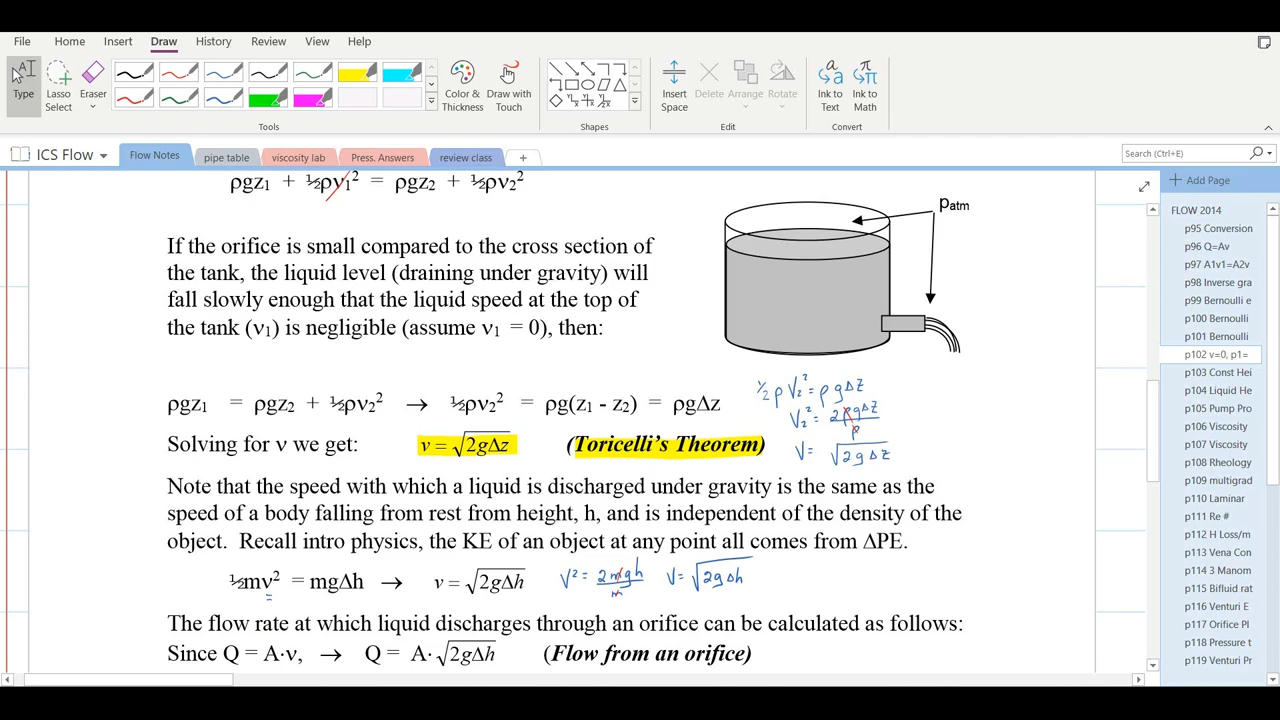 File Home Insert Draw History Review View Help
Type
Lasso Select
Eraser
Color & Thickness
Draw with Touch
Insert Space
Delete
Arrange
Rotate
Ink to Text
Ink to Math
Tools
Shapes
Edit
Convert
ICS Flow
Flow Notes
pipe table
viscosity lab
Press. Answers
review class
+
Search (Ctrl+E)
ρgz₁ + ½ρν₁² = ρgz₂ + ½ρν₂²
If the orifice is small compared to the cross section of
the tank, the liquid level (draining under gravity) will
fall slowly enough that the liquid speed at the top of
the tank (ν₁) is negligible (assume ν₁ = 0), then:
patm
ρgz₁ = ρgz₂ + ½ρν₂² → ½ρν₂² = ρg(z₁ - z₂) = ρgΔz
Solving for ν we get: v = √2gΔz (Toricelli’s Theorem)
½ρV₂² = ρgΔz
V₂² = 2ρgΔz / ρ
V = √2gΔz
Note that the speed with which a liquid is discharged under gravity is the same as the
speed of a body falling from rest from height, h, and is independent of the density of the
object. Recall intro physics, the KE of an object at any point all comes from ΔPE.
½mv² = mgΔh → v = √2gΔh V² = 2mgh / m V = √2gΔh
The flow rate at which liquid discharges through an orifice can be calculated as follows:
Since Q = A·ν, → Q = A·√2gΔh (Flow from an orifice)
Add Page
FLOW 2014
p95 Conversion
p96 Q=Av
p97 A1v1=A2v
p98 Inverse gra
p99 Bernoulli e
p100 Bernoulli
p101 Bernoulli
p102 v=0, p1=
p103 Const Hei
p104 Liquid He
p105 Pump Pro
p106 Viscosity
p107 Viscosity
p108 Rheology
p109 multigrad
p110 Laminar
p111 Re #
p112 H Loss/m
p113 Vena Con
p114 3 Manom
p115 Bifluid rat
p116 Venturi E
p117 Orifice Pl
p118 Pressure t
p119 Venturi Pr